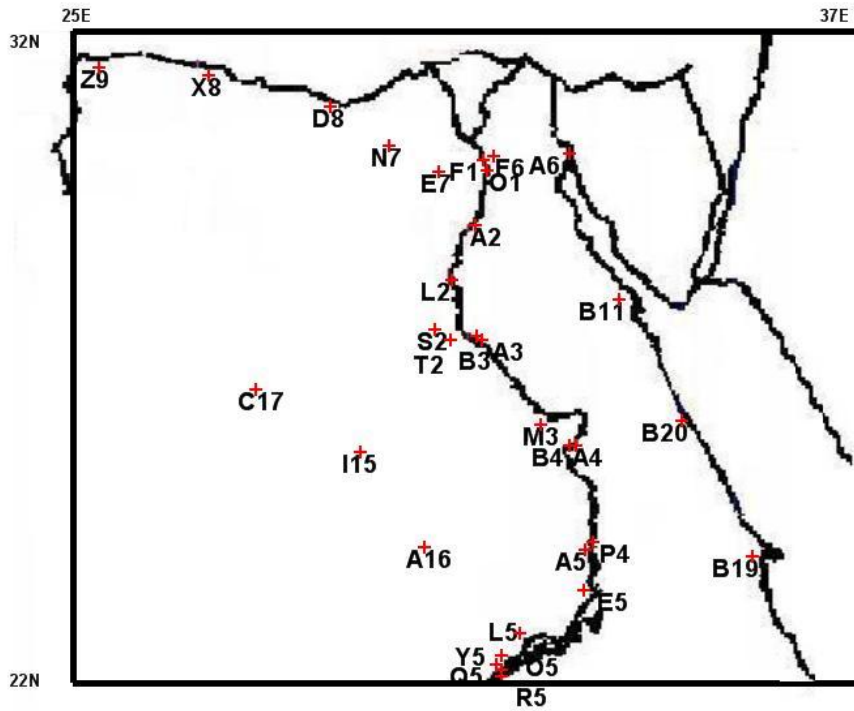 25E 37E
32N
Z9 X8
D8
N7
E7 F1 F6 A6
O1
A2
L2
B11
S2
T2 B3 A3
C17
M3 B20
B4 A4
I15
A16 A5 P4
B19
E5
L5
Y5 O5
Q5
22N
R5